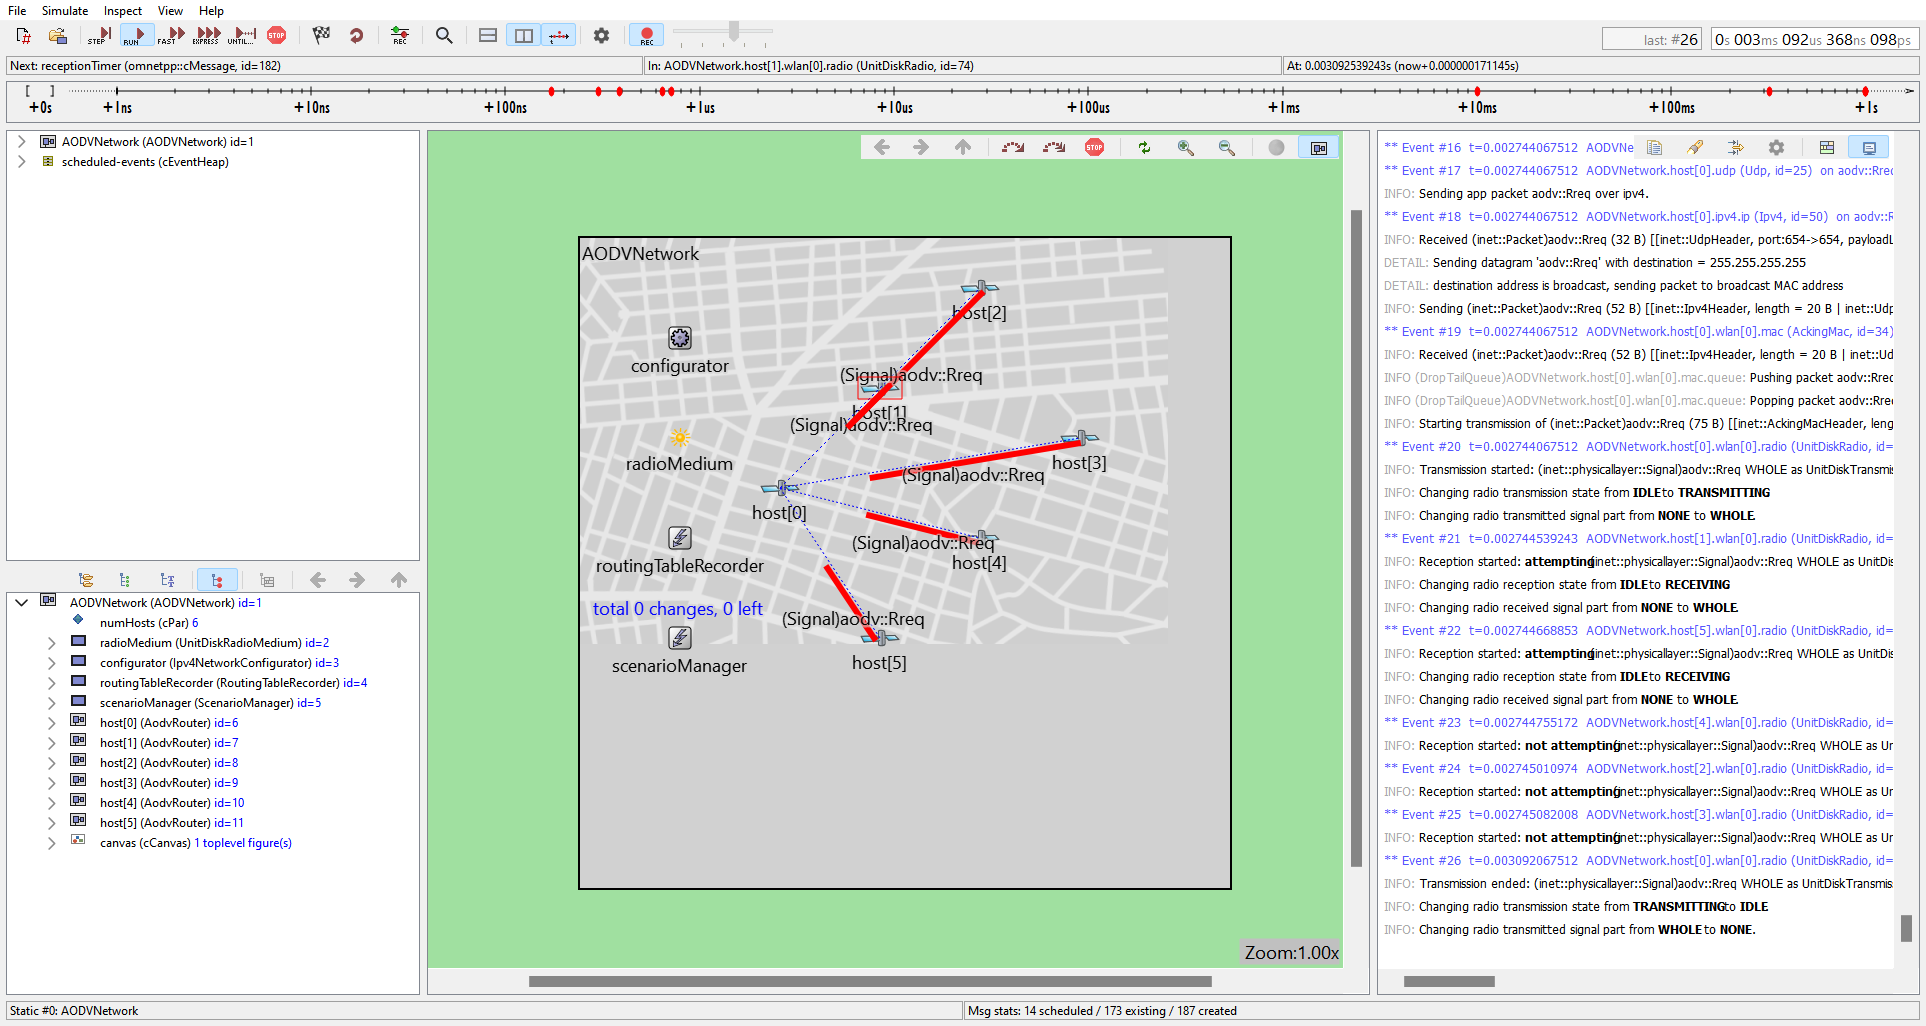 File Simulate Inspect View Help
STEP RUN FAST EXPRESS UNTIL... STOP REC REC
last: #26 0s 003ms 092us 368ns 098ps
Next: receptionTimer (omnetpp::cMessage, id=182) In: AODVNetwork.host[1].wlan[0].radio (UnitDiskRadio, id=74) At: 0.003092539243s (now+0.000000171145s)
+0s +1ns +10ns +100ns +1us +10us +100us +1ms +10ms +100ms +1s
AODVNetwork (AODVNetwork) id=1
scheduled-events (cEventHeap)
AODVNetwork (AODVNetwork) id=1
numHosts (cPar) 6
radioMedium (UnitDiskRadioMedium) id=2
configurator (Ipv4NetworkConfigurator) id=3
routingTableRecorder (RoutingTableRecorder) id=4
scenarioManager (ScenarioManager) id=5
host[0] (AodvRouter) id=6
host[1] (AodvRouter) id=7
host[2] (AodvRouter) id=8
host[3] (AodvRouter) id=9
host[4] (AodvRouter) id=10
host[5] (AodvRouter) id=11
canvas (cCanvas) 1 toplevel figure(s)
STOP
AODVNetwork
host[2]
configurator
(Signal)aodv::Rreq
host[1]
(Signal)aodv::Rreq
radioMedium
host[3]
(Signal)aodv::Rreq
host[0]
(Signal)aodv::Rreq
host[4]
routingTableRecorder
total 0 changes, 0 left
(Signal)aodv::Rreq
host[5]
scenarioManager
Zoom:1.00x
** Event #16 t=0.002744067512 AODVNe
** Event #17 t=0.002744067512 AODVNetwork.host[0].udp (Udp, id=25) on aodv::Rrec
INFO: Sending app packet aodv::Rreq over ipv4.
** Event #18 t=0.002744067512 AODVNetwork.host[0].ipv4.ip (Ipv4, id=50) on aodv::R
INFO: Received (inet::Packet)aodv::Rreq (32 B) [[inet::UdpHeader, port:654->654, payloadL
DETAIL: Sending datagram 'aodv::Rreq' with destination = 255.255.255.255
DETAIL: destination address is broadcast, sending packet to broadcast MAC address
INFO: Sending (inet::Packet)aodv::Rreq (52 B) [[inet::Ipv4Header, length = 20 B | inet::Udp
** Event #19 t=0.002744067512 AODVNetwork.host[0].wlan[0].mac (AckingMac, id=34)
INFO: Received (inet::Packet)aodv::Rreq (52 B) [[inet::Ipv4Header, length = 20 B | inet::Ud
INFO (DropTailQueue)AODVNetwork.host[0].wlan[0].mac.queue: Pushing packet aodv::Rrec
INFO (DropTailQueue)AODVNetwork.host[0].wlan[0].mac.queue: Popping packet aodv::Rre
INFO: Starting transmission of (inet::Packet)aodv::Rreq (75 B) [[inet::AckingMacHeader, leng
** Event #20 t=0.002744067512 AODVNetwork.host[0].wlan[0].radio (UnitDiskRadio, id=
INFO: Transmission started: (inet::physicallayer::Signal)aodv::Rreq WHOLE as UnitDiskTransmis
INFO: Changing radio transmission state from IDLE to TRANSMITTING
INFO: Changing radio transmitted signal part from NONE to WHOLE.
** Event #21 t=0.002744539243 AODVNetwork.host[1].wlan[0].radio (UnitDiskRadio, id=
INFO: Reception started: attempting (inet::physicallayer::Signal)aodv::Rreq WHOLE as UnitDis
INFO: Changing radio reception state from IDLE to RECEIVING
INFO: Changing radio received signal part from NONE to WHOLE.
** Event #22 t=0.002744668853 AODVNetwork.host[5].wlan[0].radio (UnitDiskRadio, id=
INFO: Reception started: attempting (inet::physicallayer::Signal)aodv::Rreq WHOLE as UnitDis
INFO: Changing radio reception state from IDLE to RECEIVING
INFO: Changing radio received signal part from NONE to WHOLE.
** Event #23 t=0.002744755172 AODVNetwork.host[4].wlan[0].radio (UnitDiskRadio, id=
INFO: Reception started: not attempting (inet::physicallayer::Signal)aodv::Rreq WHOLE as Un
** Event #24 t=0.002745010974 AODVNetwork.host[2].wlan[0].radio (UnitDiskRadio, id=
INFO: Reception started: not attempting (inet::physicallayer::Signal)aodv::Rreq WHOLE as Un
** Event #25 t=0.002745082008 AODVNetwork.host[3].wlan[0].radio (UnitDiskRadio, id=
INFO: Reception started: not attempting (inet::physicallayer::Signal)aodv::Rreq WHOLE as Un
** Event #26 t=0.003092067512 AODVNetwork.host[0].wlan[0].radio (UnitDiskRadio, id=
INFO: Transmission ended: (inet::physicallayer::Signal)aodv::Rreq WHOLE as UnitDiskTransmis
INFO: Changing radio transmission state from TRANSMITTING to IDLE
INFO: Changing radio transmitted signal part from WHOLE to NONE.
Static #0: AODVNetwork Msg stats: 14 scheduled / 173 existing / 187 created